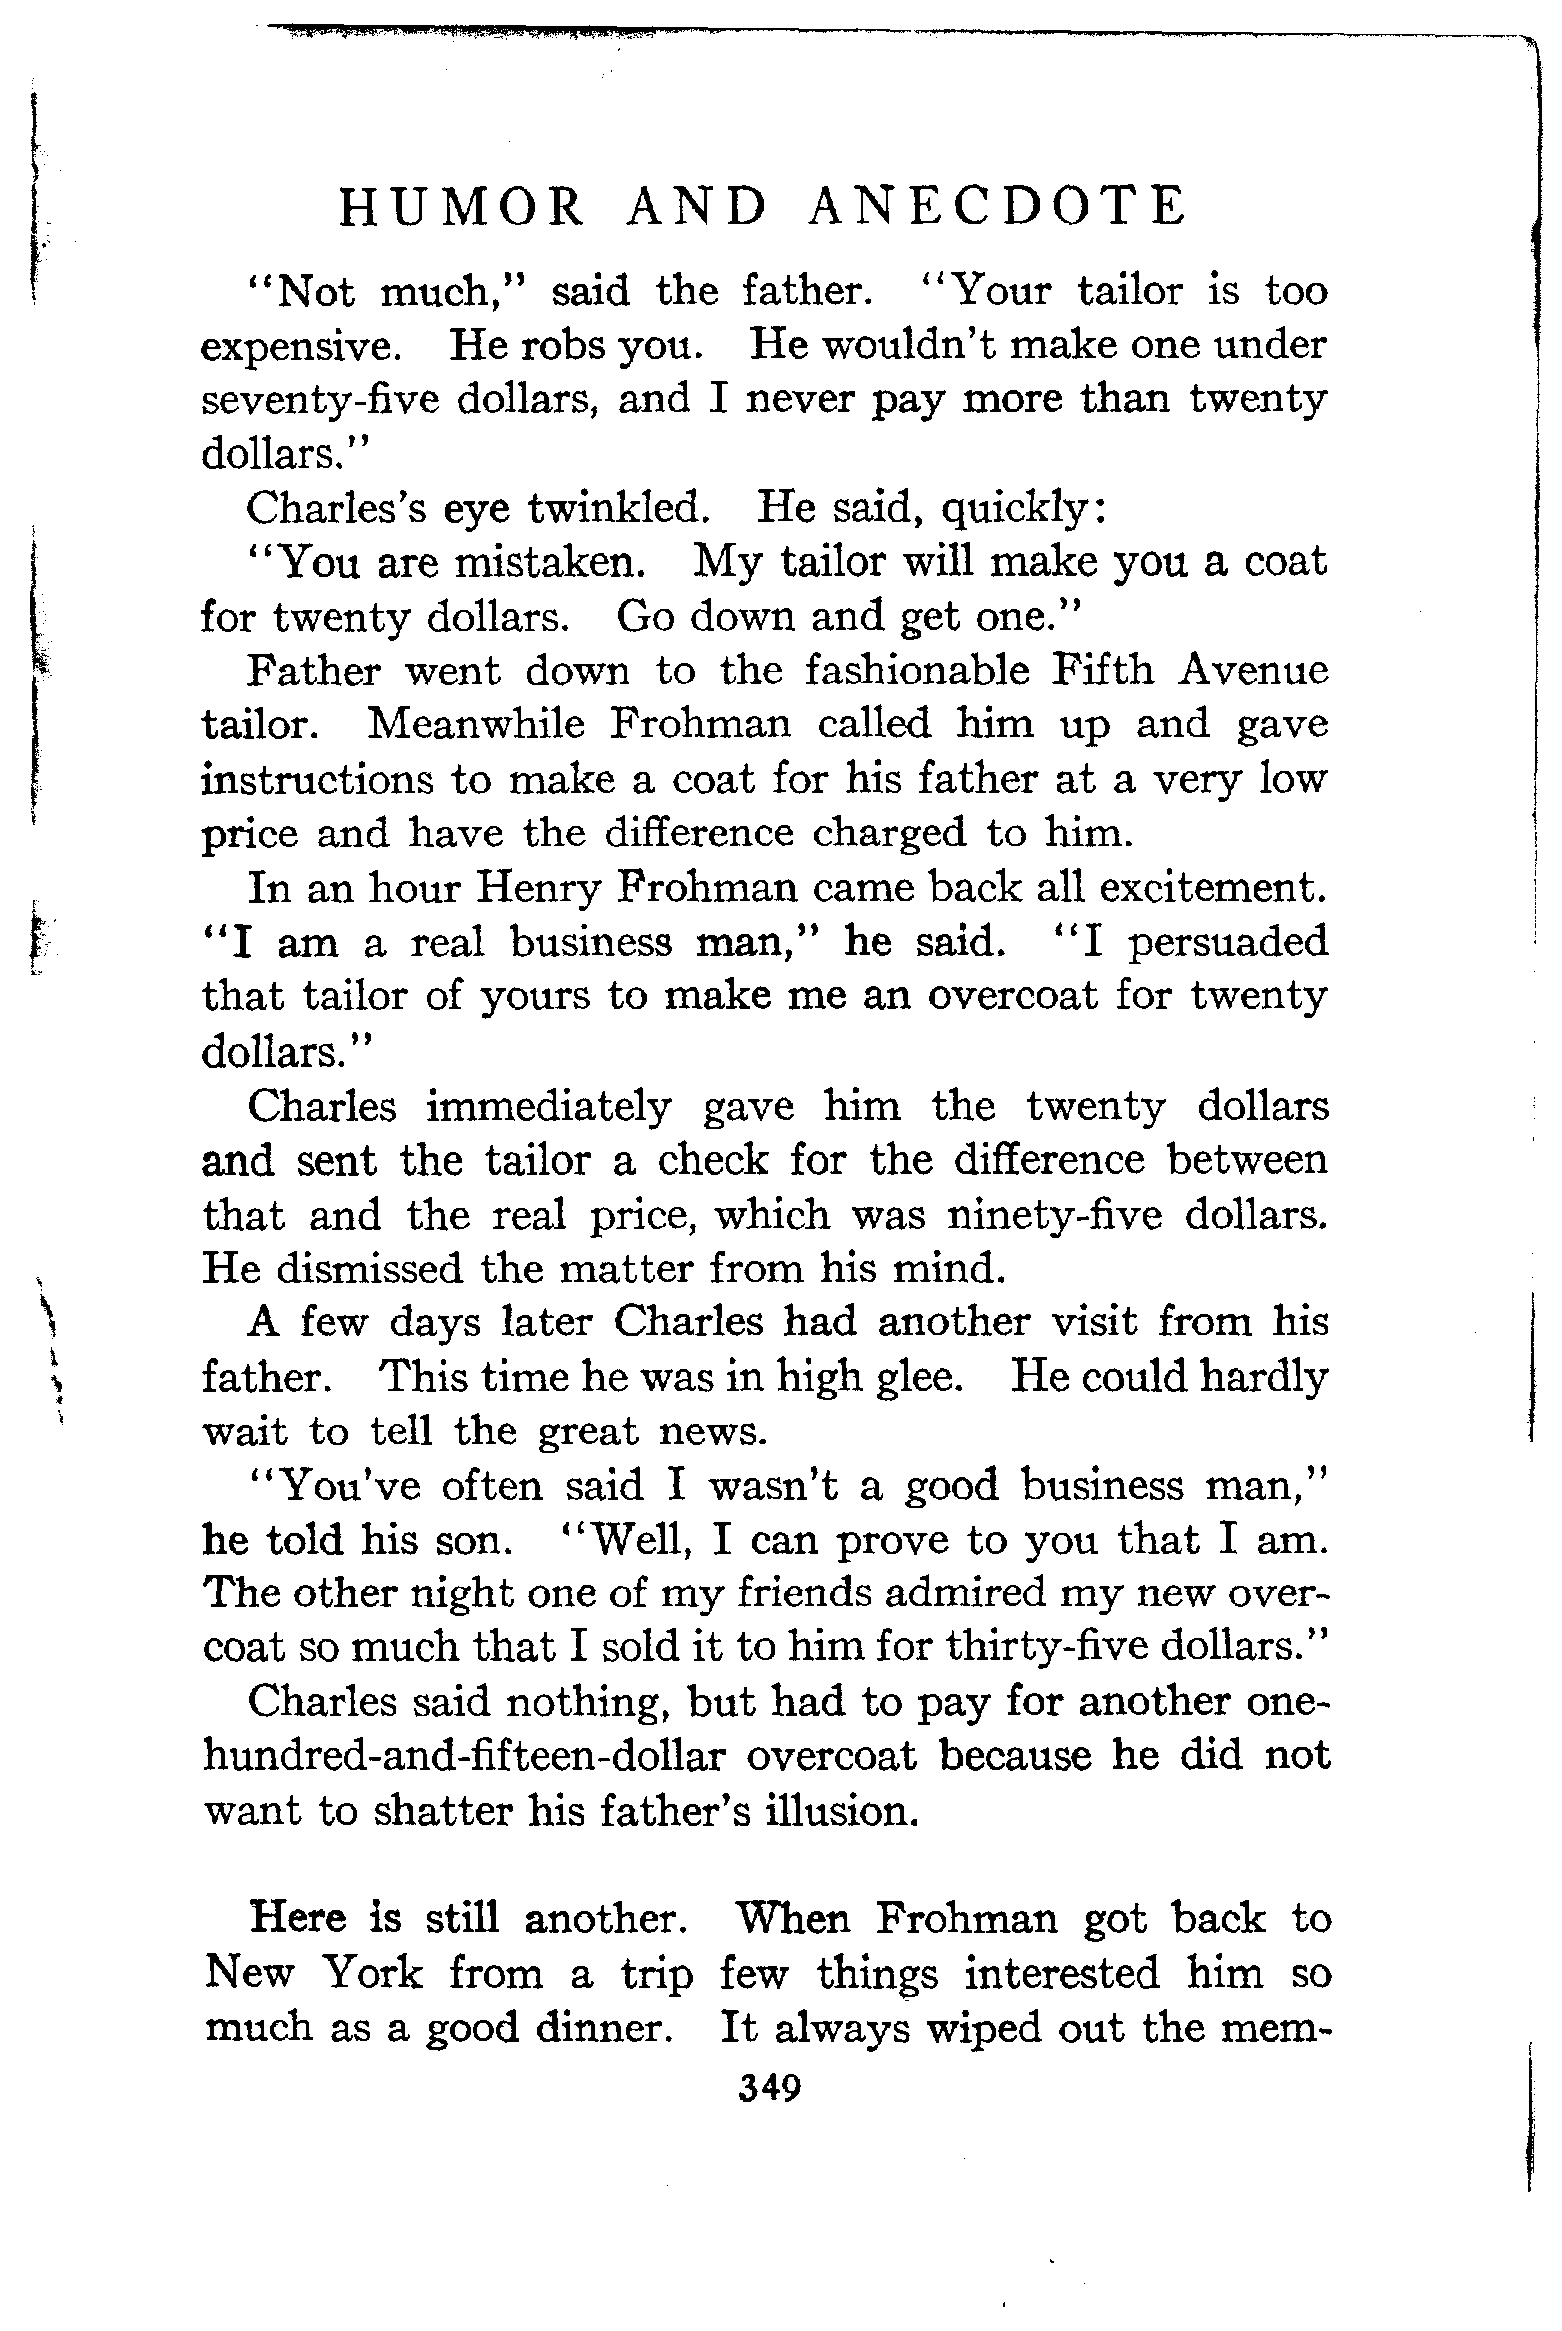 HUMOR AND ANECDOTE
"Not much," said the father. "Your tailor is too
expensive. He robs you. He wouldn't make one under
seventy-five dollars, and I never pay more than twenty
dollars."
Charles's eye twinkled. He said, quickly:
"You are mistaken. My tailor will make you a coat
for twenty dollars. Go down and get one."
Father went down to the fashionable Fifth Avenue
tailor. Meanwhile Frohman called him up and gave
instructions to make a coat for his father at a very low
price and have the difference charged to him.
In an hour Henry Frohman came back all excitement.
"I am a real business man," he said. "I persuaded
that tailor of yours to make me an overcoat for twenty
dollars."
Charles immediately gave him the twenty dollars
and sent the tailor a check for the difference between
that and the real price, which was ninety-five dollars.
He dismissed the matter from his mind.
A few days later Charles had another visit from his
father. This time he was in high glee. He could hardly
wait to tell the great news.
"You've often said I wasn't a good business man,"
he told his son. "Well, I can prove to you that I am.
The other night one of my friends admired my new over-
coat so much that I sold it to him for thirty-five dollars."
Charles said nothing, but had to pay for another one-
hundred-and-fifteen-dollar overcoat because he did not
want to shatter his father's illusion.
Here is still another. When Frohman got back to
New York from a trip few things interested him so
much as a good dinner. It always wiped out the mem-
349